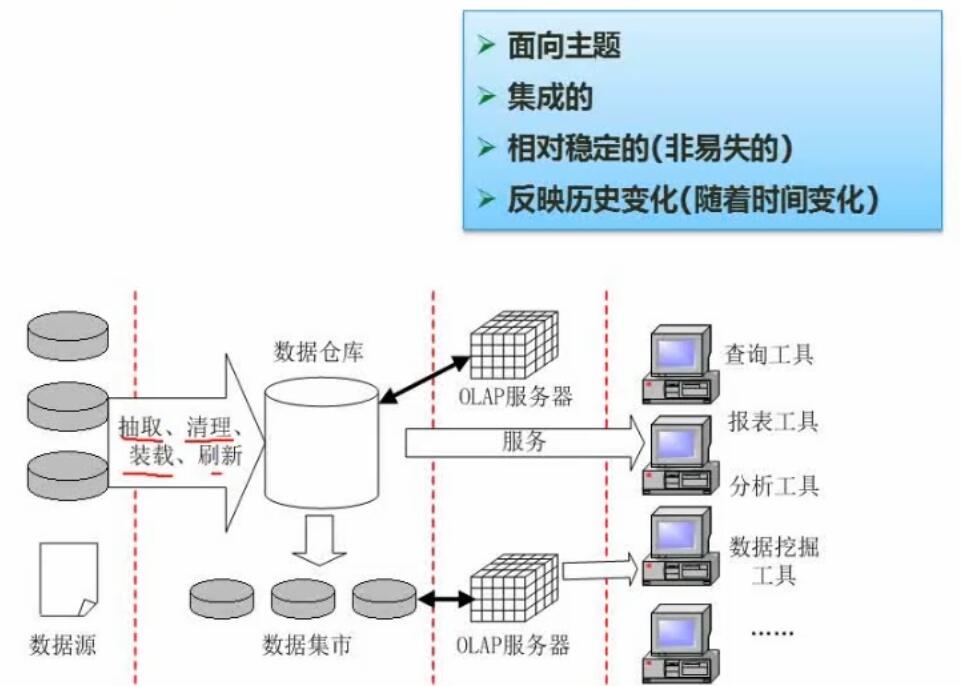 面向主题
集成的
相对稳定的(非易失的)
反映历史变化(随着时间变化)
数据仓库
OLAP服务器
查询工具
抽取、清理、
装载、刷新
服务
报表工具
分析工具
数据挖掘
工具
数据源
数据集市
OLAP服务器
……